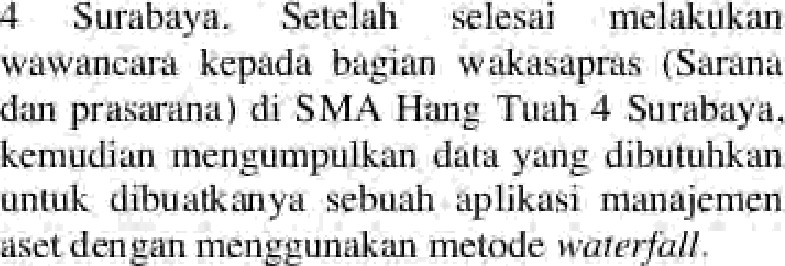 4 Surabaya. Setelah selesai melakukan
wawancara kepada bagian wakasapras (Sarana
dan prasarana) di SMA Hang Tuah 4 Surabaya,
kemudian mengumpulkan data yang dibutuhkan
untuk dibuatkanya sebuah aplikasi manajemen
aset dengan menggunakan metode waterfall.